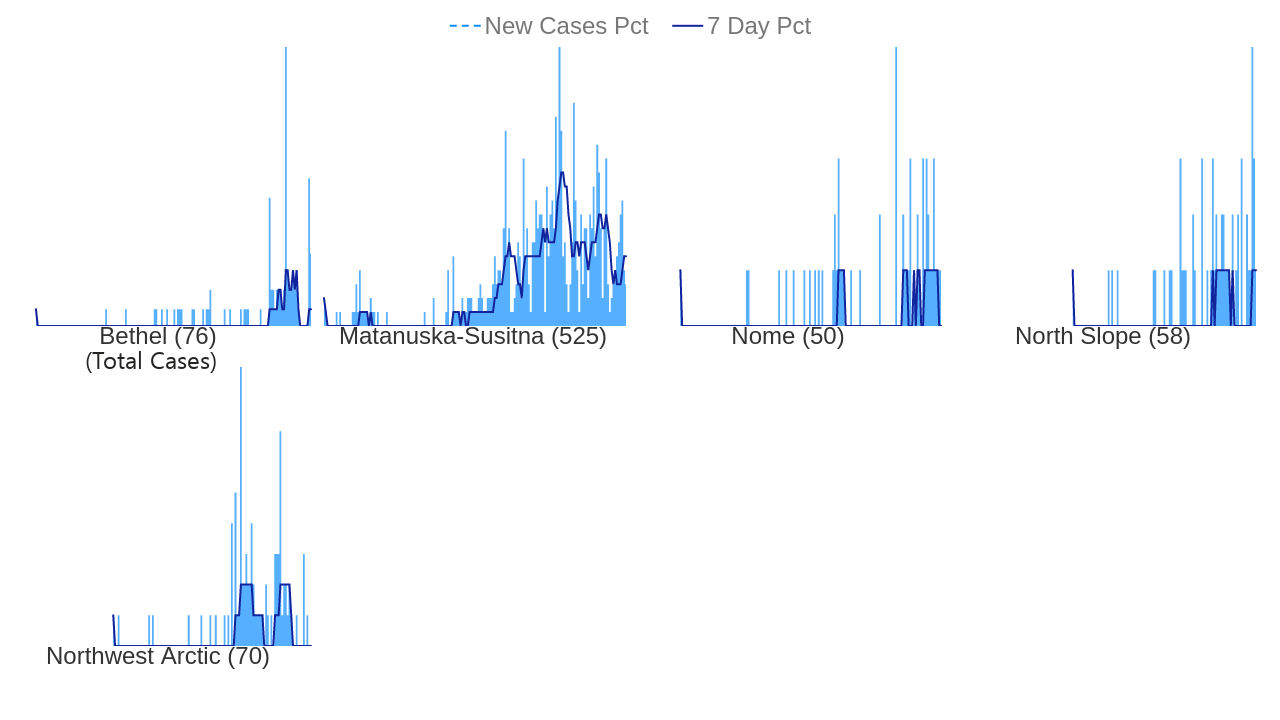 New Cases Pct 7 Day Pct
Bethel (76)
(Total Cases)
Matanuska-Susitna (525)
Nome (50)
North Slope (58)
Northwest Arctic (70)